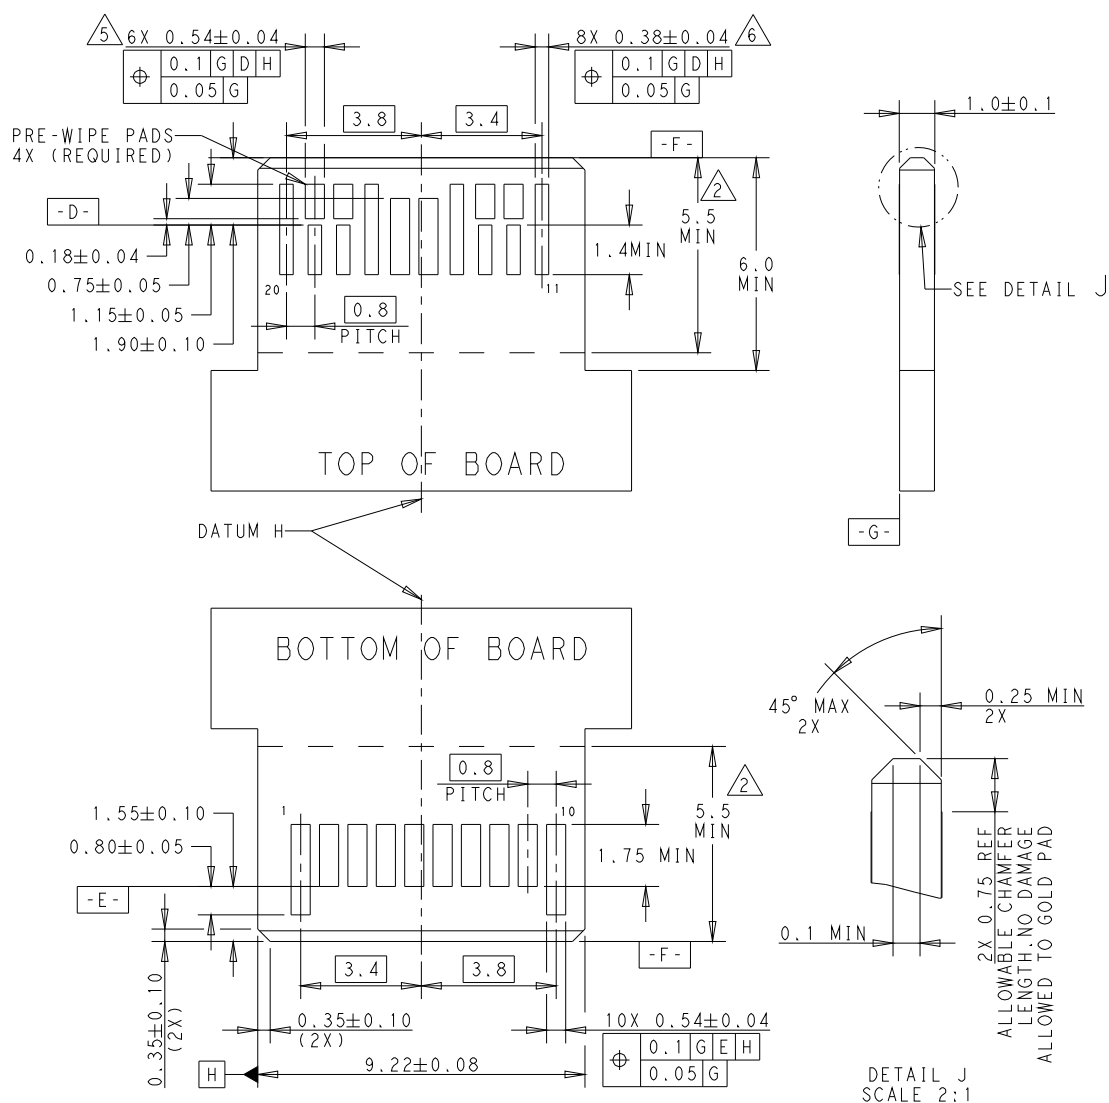 5 6X 0.54±0.04
0.1 G D H
0.05 G
8X 0.38±0.04 6
0.1 G D H
0.05 G
3.8
3.4
1.0±0.1
PRE-WIPE PADS
4X (REQUIRED)
-F-
2
-D-
5.5
MIN
1.4MIN
0.18±0.04
0.75±0.05
6.0
MIN
20
11
SEE DETAIL J
1.15±0.05
0.8
PITCH
1.90±0.10
TOP OF BOARD
DATUM H
-G-
BOTTOM OF BOARD
45° MAX
2X
0.25 MIN
2X
0.8
PITCH
2
1
10
1.55±0.10
5.5
MIN
0.80±0.05
1.75 MIN
-E-
0.1 MIN
2X 0.75 REF
ALLOWABLE CHAMFER
LENGTH.NO DAMAGE
ALLOWED TO GOLD PAD
-F-
3.4
3.8
0.35±0.10
(2X)
0.35±0.10
(2X)
10X 0.54±0.04
0.1 G E H
0.05 G
H
9.22±0.08
DETAIL J
SCALE 2:1